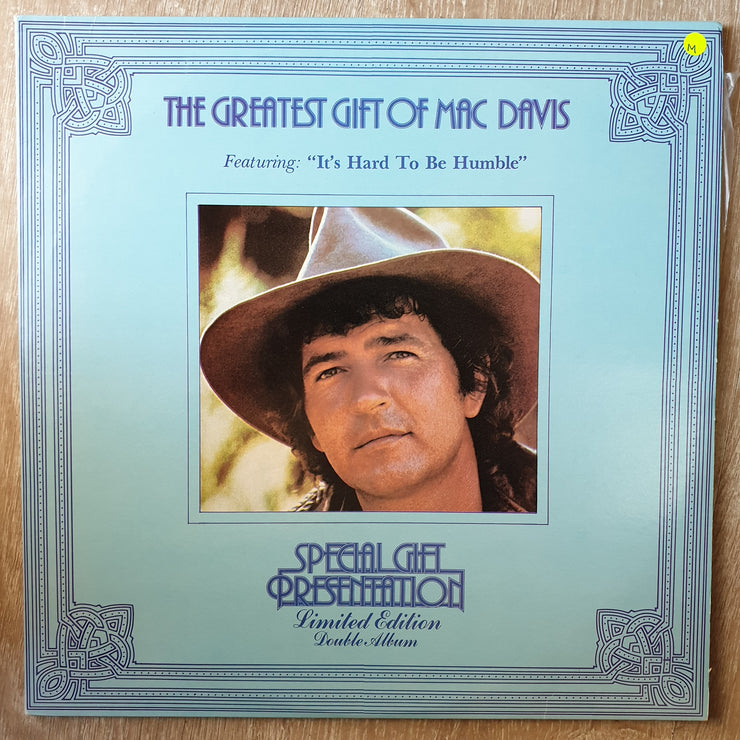 M
THE GREATEST GIFT OF MAC DAVIS
Featuring: "It's Hard To Be Humble"
SPECIAL GIFT
PRESENTATION
Limited Edition
Double Album